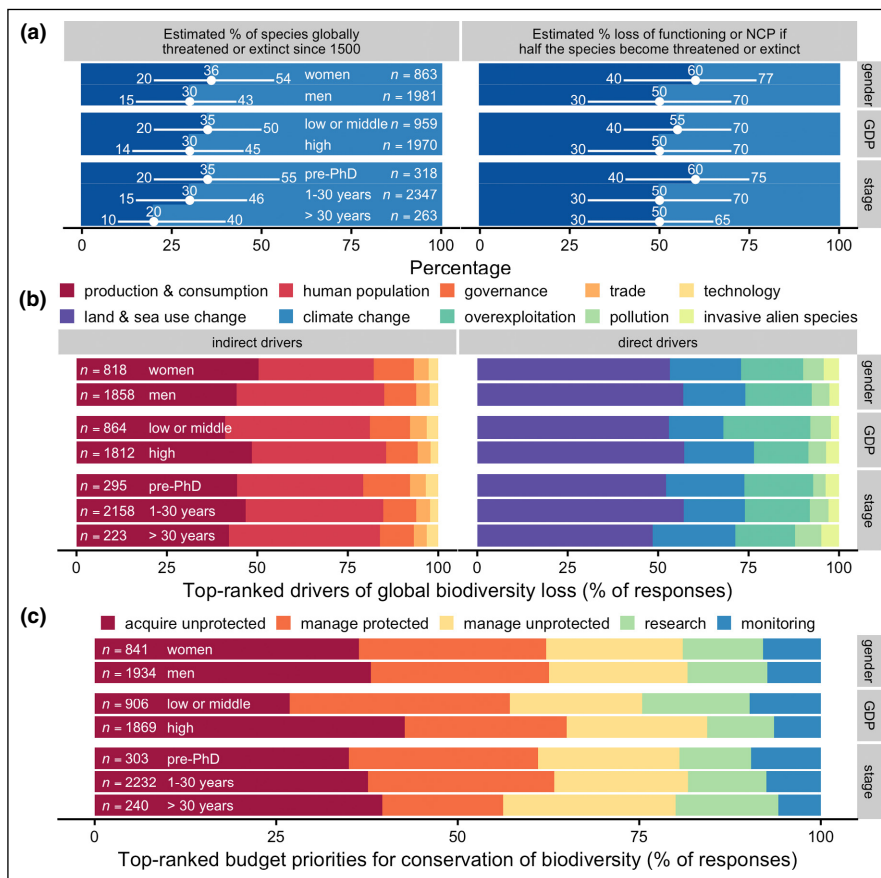 (a)
Estimated % of species globally
threatened or extinct since 1500
Estimated % loss of functioning or NCP if
half the species become threatened or extinct
20 36 54 women n = 863
40 60 77
15 30 43 men n = 1981
30 50 70
gender
20 35 50 low or middle n = 959
40 55 70
14 30 45 high n = 1970
30 50 70
GDP
20 35 55 pre-PhD n = 318
40 60 75
15 30 46 1-30 years n = 2347
30 50 70
10 20 40 > 30 years n = 263
30 50 65
stage
0 25 50 75 100
0 25 50 75 100
Percentage
(b)
production & consumption human population governance trade technology
land & sea use change climate change overexploitation pollution invasive alien species
indirect drivers
direct drivers
n = 818 women
n = 1858 men
gender
n = 864 low or middle
n = 1812 high
GDP
n = 295 pre-PhD
n = 2158 1-30 years
n = 223 > 30 years
stage
0 25 50 75 100
0 25 50 75 100
Top-ranked drivers of global biodiversity loss (% of responses)
(c)
acquire unprotected manage protected manage unprotected research monitoring
n = 841 women
n = 1934 men
gender
n = 906 low or middle
n = 1869 high
GDP
n = 303 pre-PhD
n = 2232 1-30 years
n = 240 > 30 years
stage
0 25 50 75 100
Top-ranked budget priorities for conservation of biodiversity (% of responses)